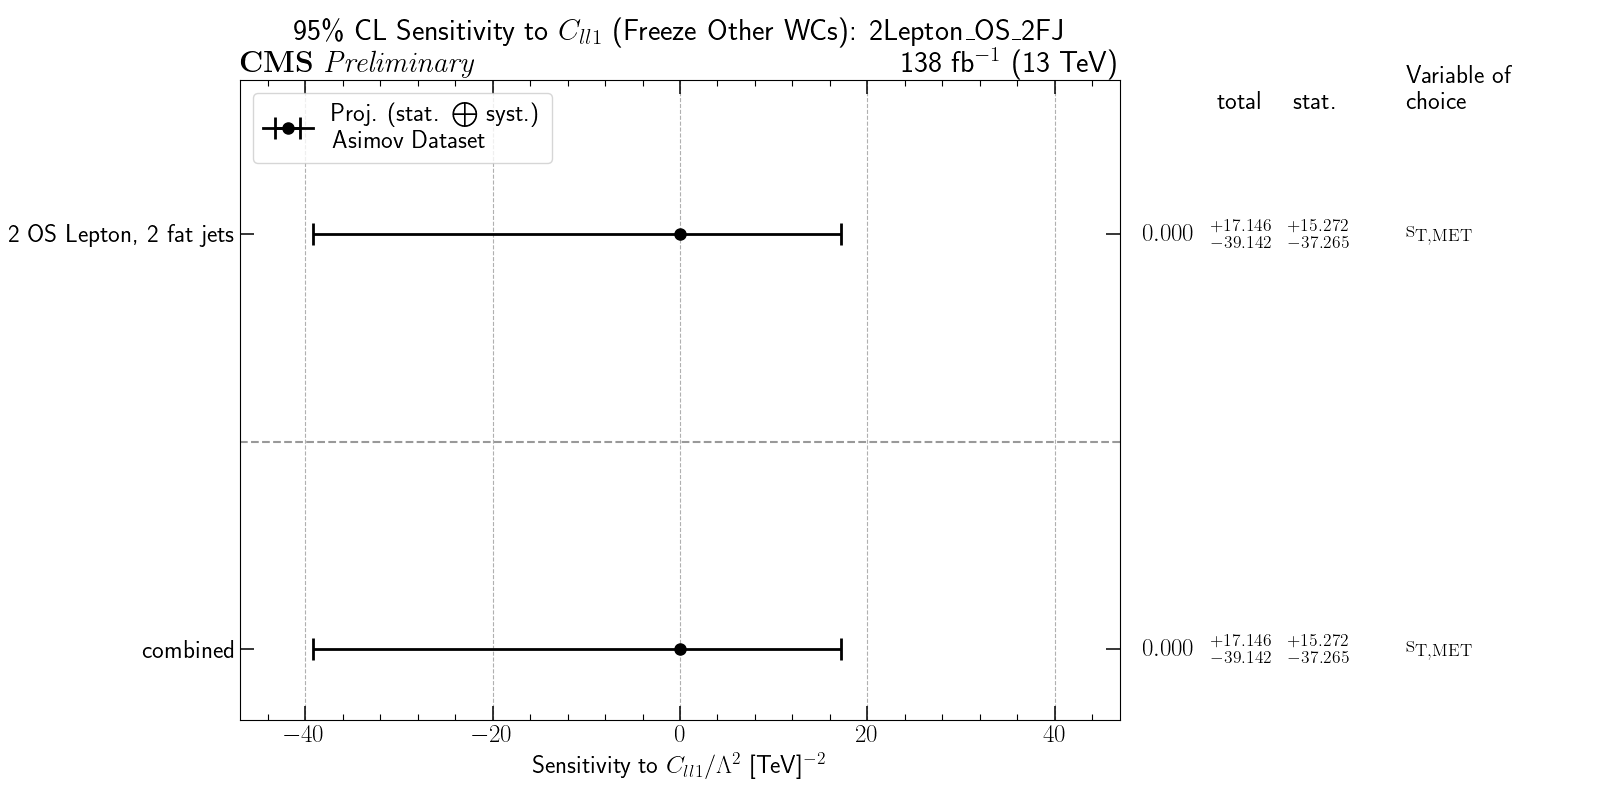 95% CL Sensitivity to C_{ll1} (Freeze Other WCs): 2Lepton_OS_2FJ
CMS Preliminary 138 fb⁻¹ (13 TeV)
Variable of
total stat. choice
Proj. (stat. ⨁ syst.)
Asimov Dataset
2 OS Lepton, 2 fat jets 0.000 +17.146 +15.272 s_{T,MET}
−39.142 −37.265
combined 0.000 +17.146 +15.272 s_{T,MET}
−39.142 −37.265
−40 −20 0 20 40
Sensitivity to C_{ll1}/Λ² [TeV]⁻²